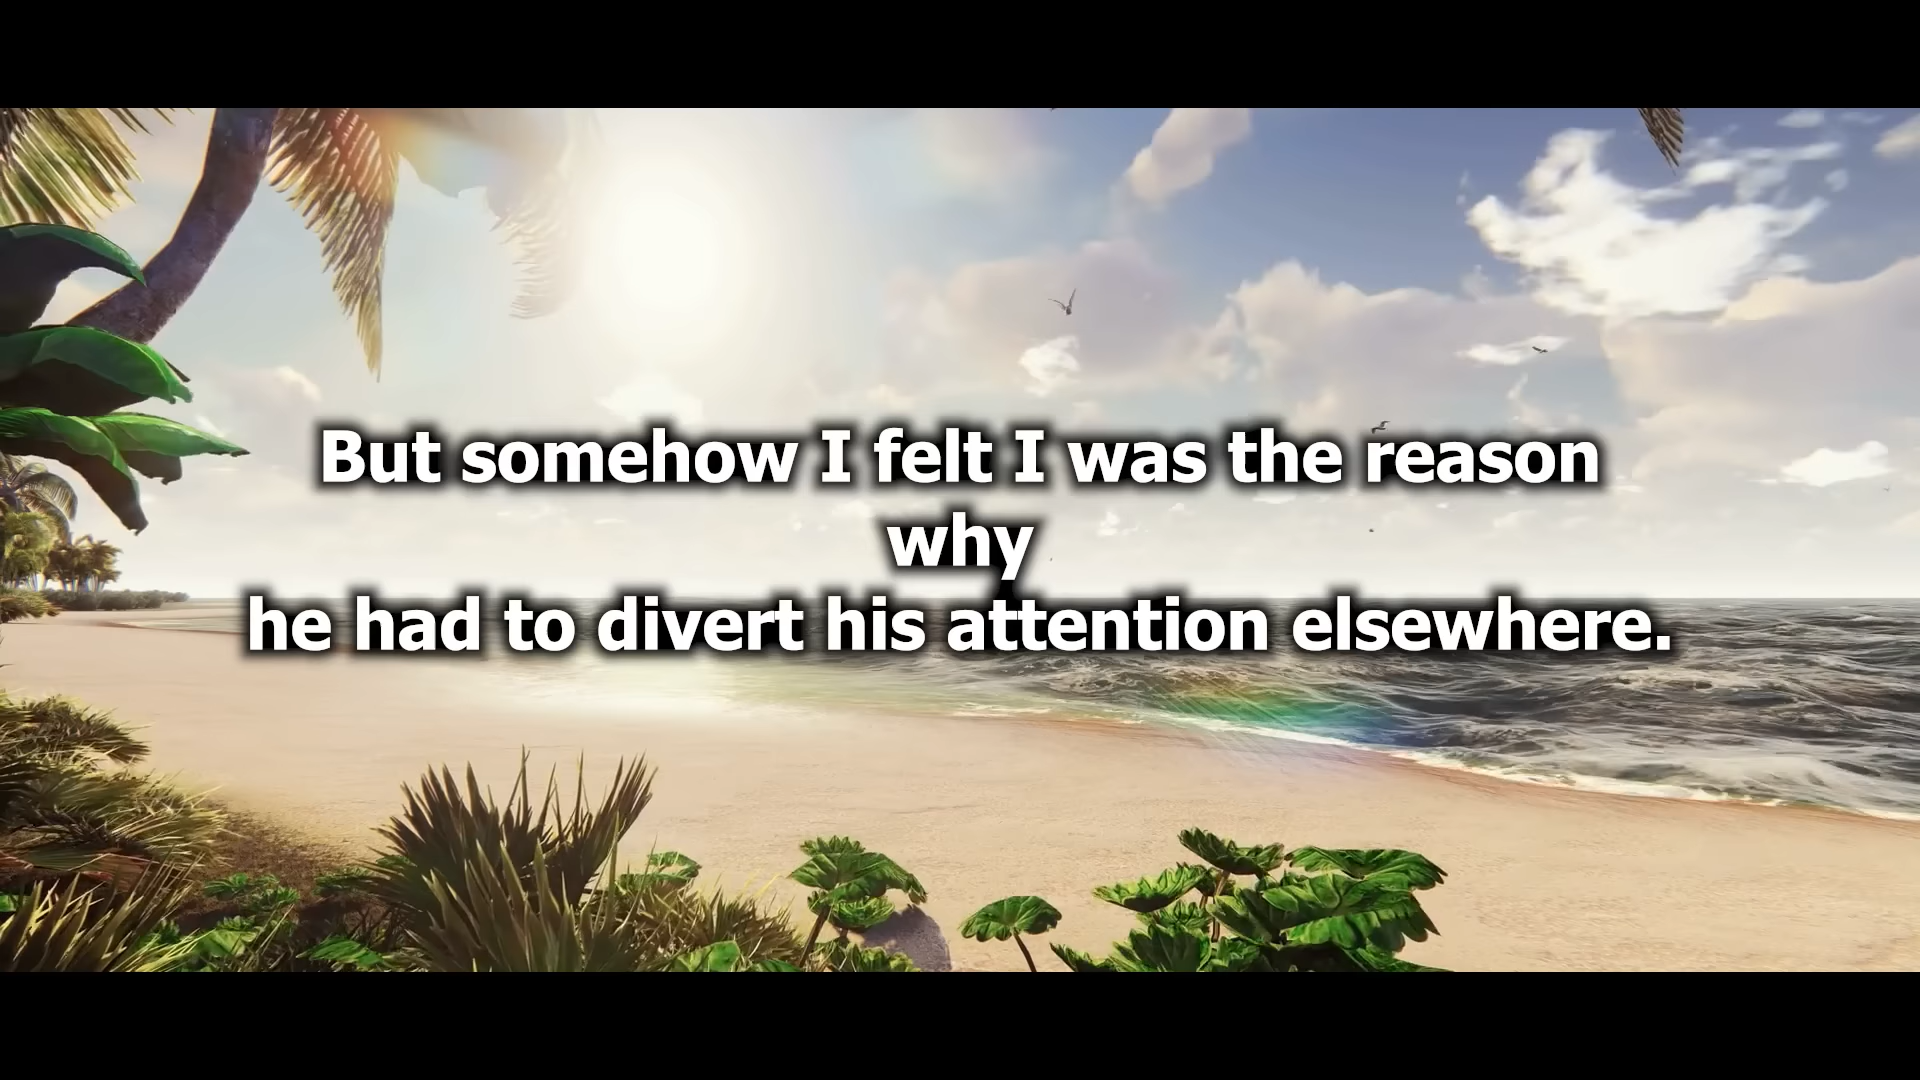 But somehow I felt I was the reason
why
he had to divert his attention elsewhere.